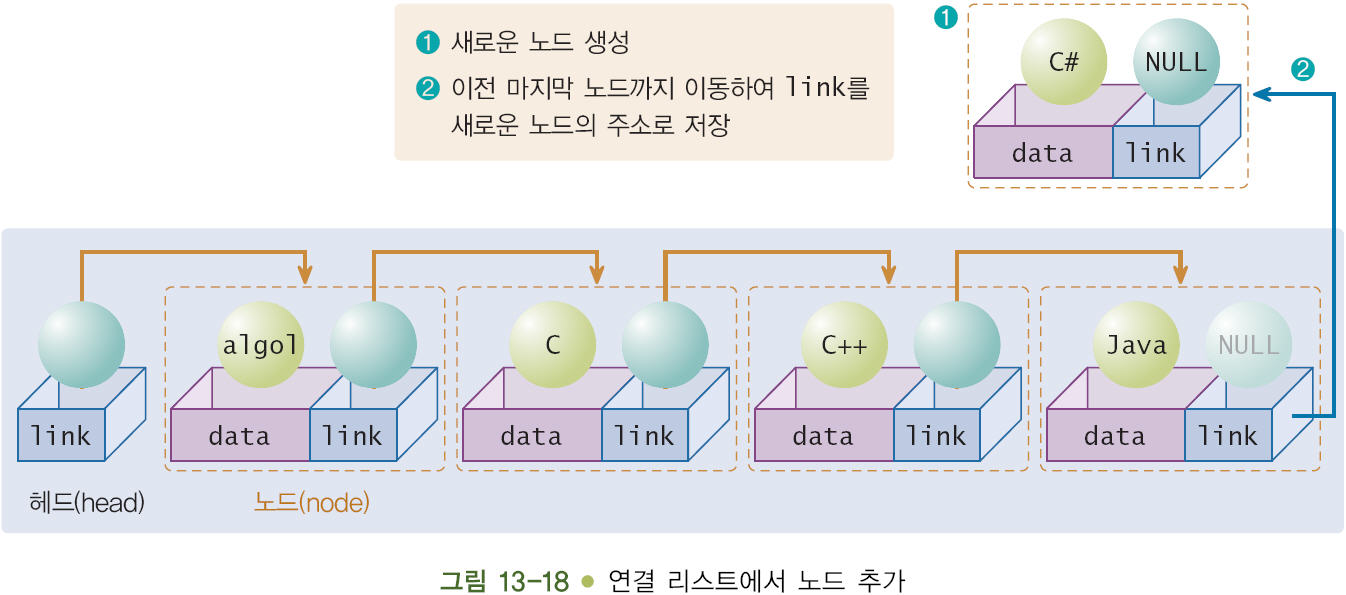 ❶ 새로운 노드 생성
❷ 이전 마지막 노드까지 이동하여 link를
새로운 노드의 주소로 저장
❶
C# NULL
❷
data link
algol C C++ Java NULL
link data link data link data link data link
헤드(head) 노드(node)
그림 13-18 ● 연결 리스트에서 노드 추가